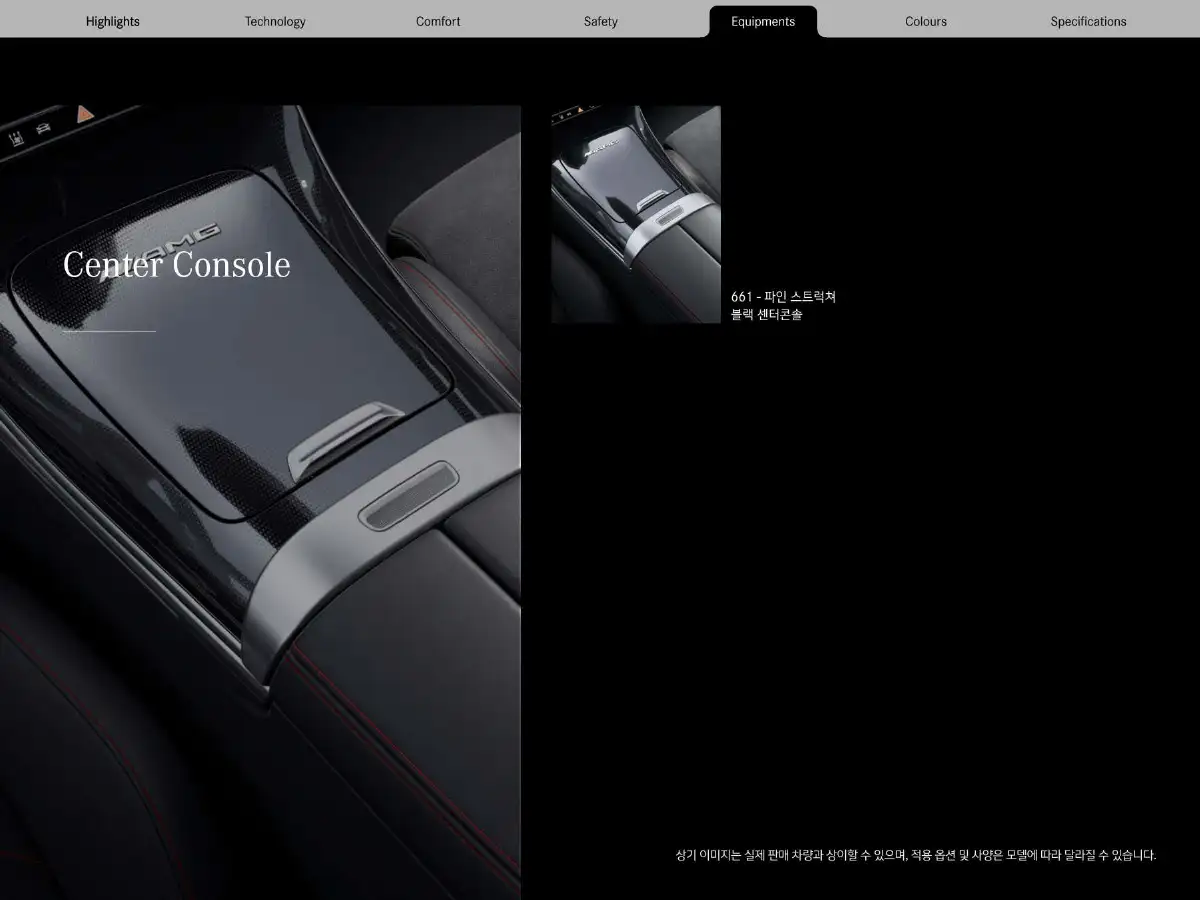 Highlights
Technology
Comfort
Safety
Equipments
Colours
Specifications
AMG
Center Console
661 - 파인 스트럭쳐
블랙 센터콘솔
상기 이미지는 실제 판매 차량과 상이할 수 있으며, 적용 옵션 및 사양은 모델에 따라 달라질 수 있습니다.